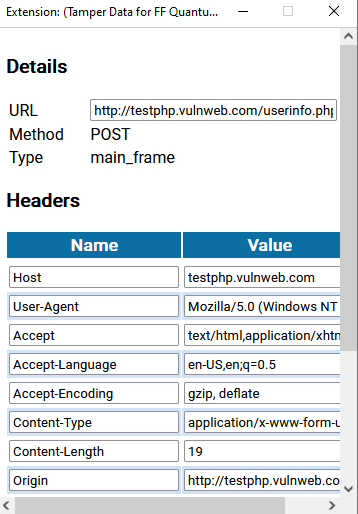 Extension: (Tamper Data for FF Quantu...
Details
URL http://testphp.vulnweb.com/userinfo.php
Method POST
Type main_frame
Headers
Name Value
Host testphp.vulnweb.com
User-Agent Mozilla/5.0 (Windows NT
Accept text/html,application/xhtm
Accept-Language en-US,en;q=0.5
Accept-Encoding gzip, deflate
Content-Type application/x-www-form-u
Content-Length 19
Origin http://testphp.vulnweb.co